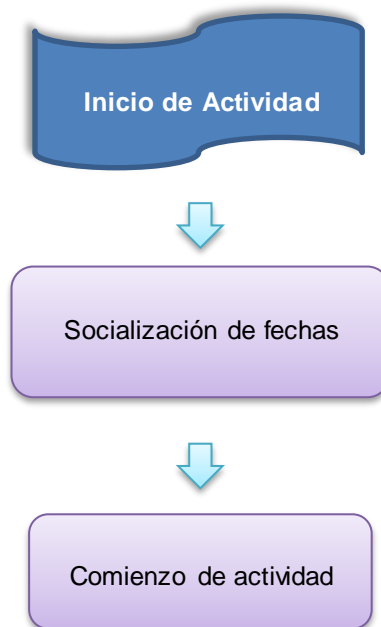 Inicio de Actividad
Socialización de fechas
Comienzo de actividad